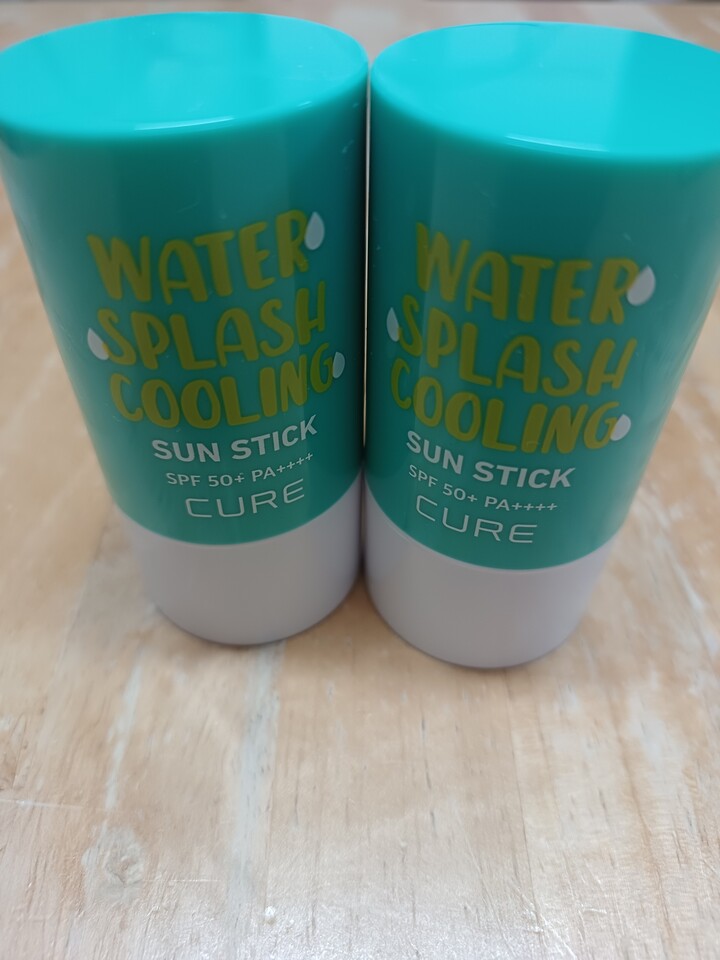 WATER
SPLASH
COOLING
SUN STICK
SPF 50+ PA++++
CURE
WATER
SPLASH
COOLING
SUN STICK
SPF 50+ PA++++
CURE